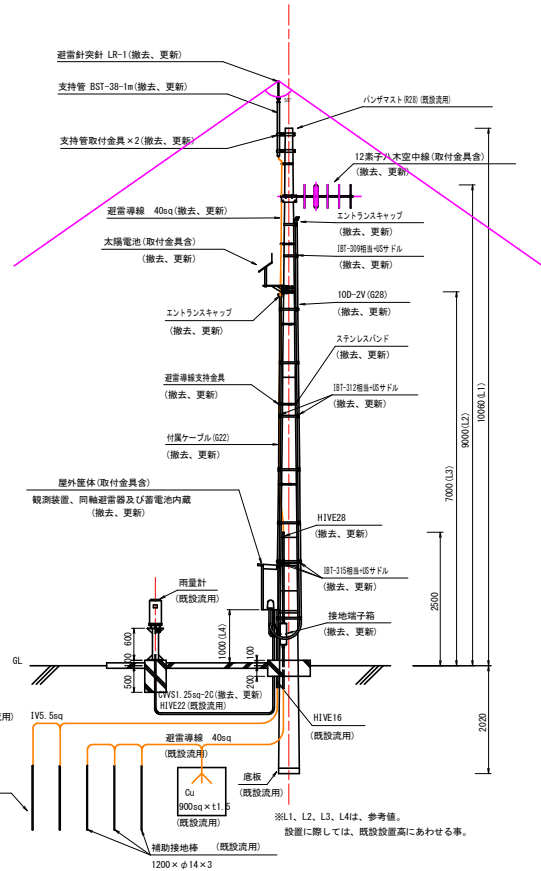 避雷針突針 LR-1(撤去、更新)
支持管 BST-38-1m(撤去、更新)
パンザマスト(R28)(既設流用)
支持管取付金具×2(撤去、更新)
12素子八木空中線(取付金具含)
(撤去、更新)
避雷導線 40sq(撤去、更新)
エントランスキャップ
(撤去、更新)
太陽電池(取付金具含)
(撤去、更新)
IBT-309相当+USサドル
(撤去、更新)
10D-2V(G28)
(撤去、更新)
エントランスキャップ
(撤去、更新)
ステンレスバンド
(撤去、更新)
避雷導線支持金具
(撤去、更新)
IBT-312相当+USサドル
(撤去、更新)
付属ケーブル(G22)
(撤去、更新)
7000(L3)
9000(L2)
10060(L1)
屋外筐体(取付金具含)
観測装置、同軸避雷器及び蓄電池内蔵
(撤去、更新)
HIVE28
(撤去、更新)
2500
雨量計
(既設流用)
IBT-315相当+USサドル
(撤去、更新)
接地端子箱
(撤去、更新)
600
1000(L4)
100
GL
500
200
CVVS1.25sq-2C(撤去、更新)
HIVE22(既設流用)
HIVE16
(既設流用)
2020
用)
IV5.5sq
避雷導線 40sq
(既設流用)
Cu
900sq×t1.5
(既設流用)
底板
(既設流用)
※L1、L2、L3、L4は、参考値。
設置に際しては、既設設置高にあわせる事。
補助接地棒 (既設流用)
1200×φ14×3